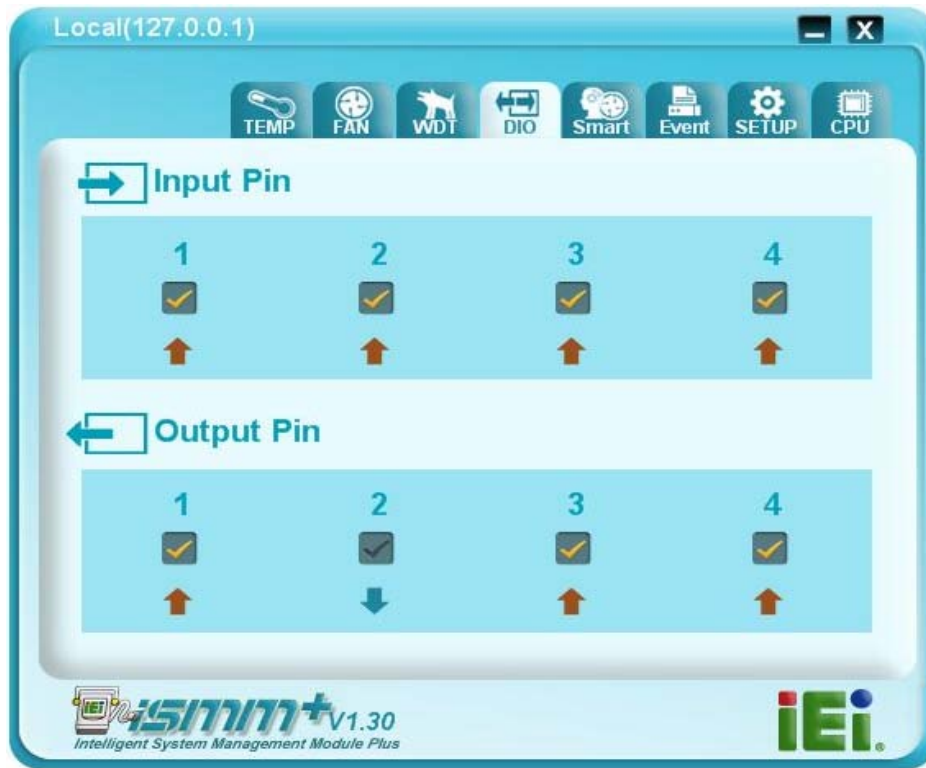 Local(127.0.0.1)
TEMP FAN WDT DIO Smart Event SETUP CPU
Input Pin
1 2 3 4
Output Pin
1 2 3 4
iEi ismm+ V1.30
Intelligent System Management Module Plus
iEi